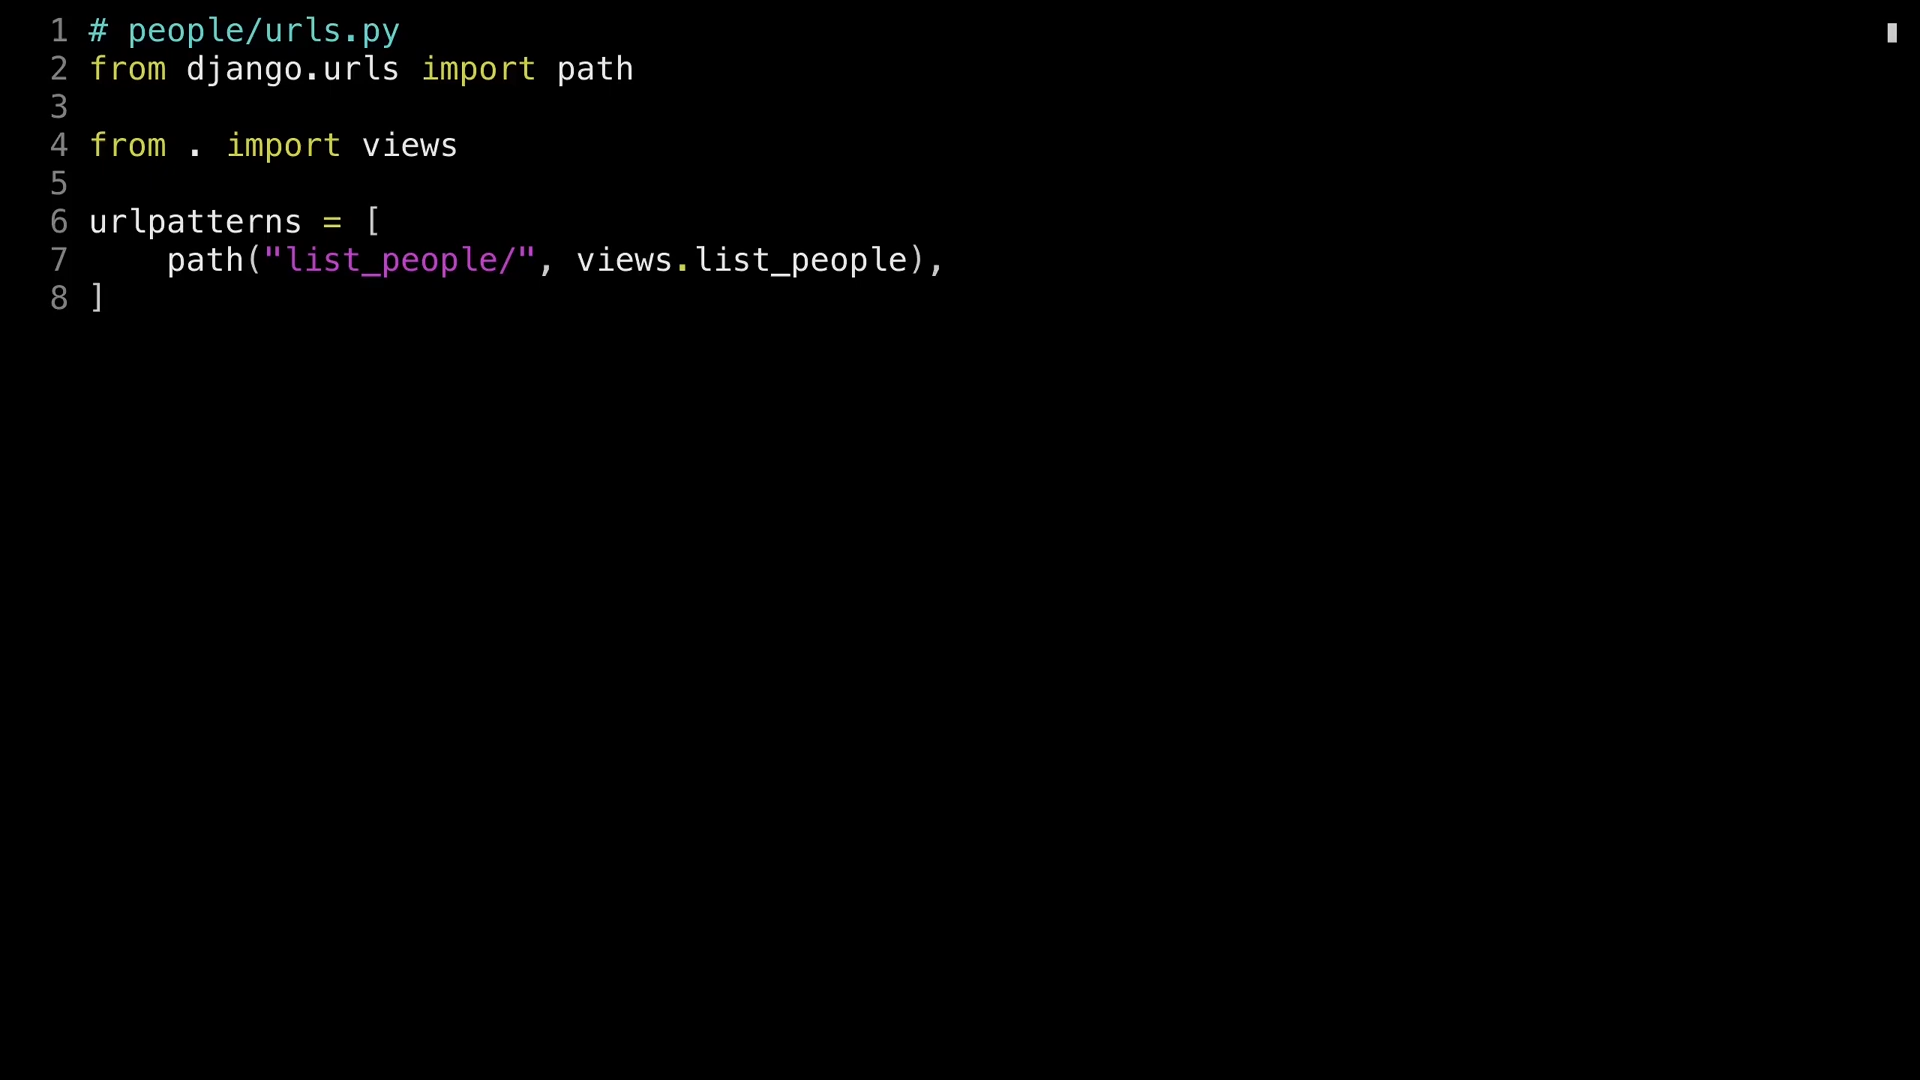 1 # people/urls.py
2 from django.urls import path
3
4 from . import views
5
6 urlpatterns = [
7     path("list_people/", views.list_people),
8 ]